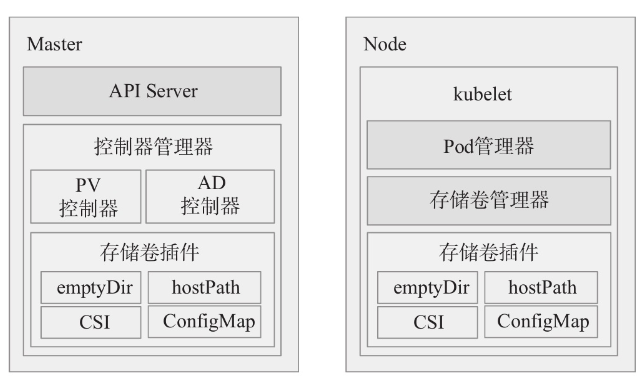 Master
API Server
控制器管理器
PV
控制器
AD
控制器
存储卷插件
emptyDir
hostPath
CSI
ConfigMap
Node
kubelet
Pod管理器
存储卷管理器
存储卷插件
emptyDir
hostPath
CSI
ConfigMap